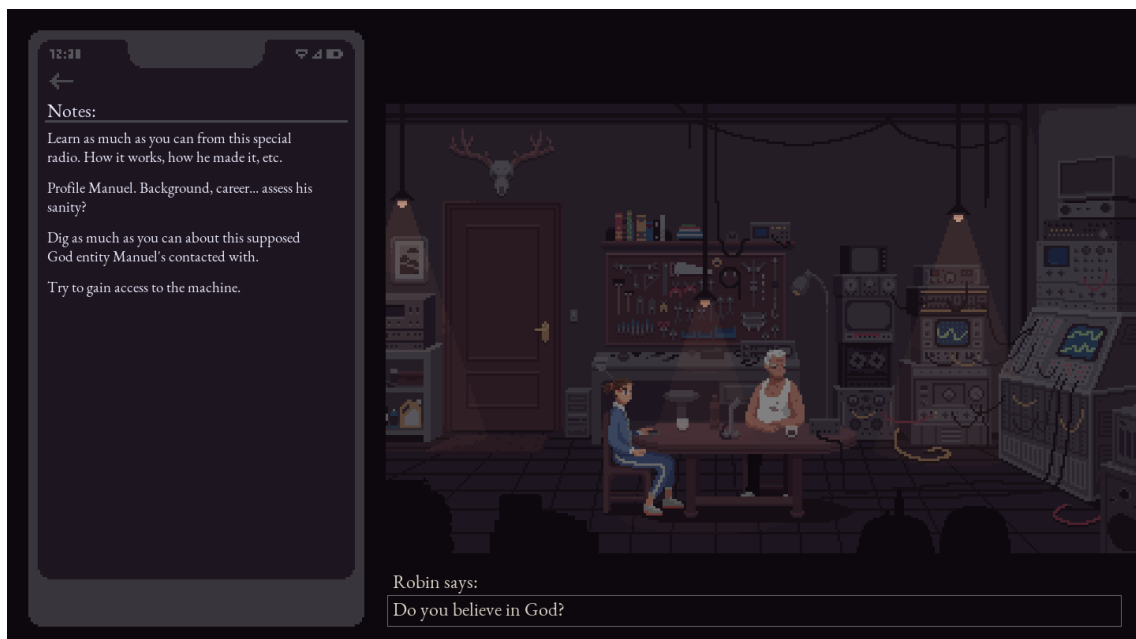 Notes:
Learn as much as you can from this special
radio. How it works, how he made it, etc.
Profile Manuel. Background, career... assess his
sanity?
Dig as much as you can about this supposed
God entity Manuel's contacted with.
Try to gain access to the machine.
Robin says:
Do you believe in God?